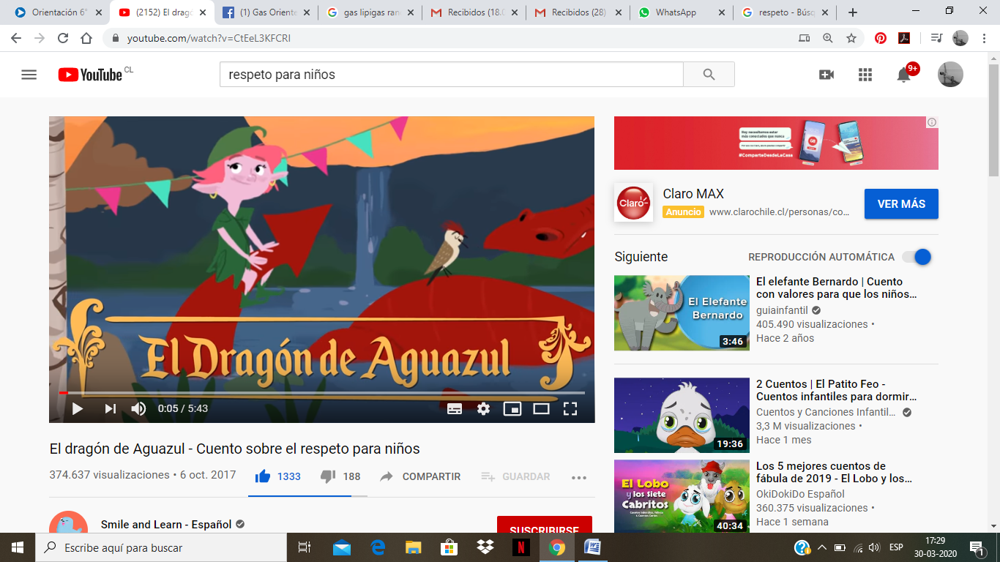 Orientación 6°
(2152) El dragó
(1) Gas Oriente
gas lipigas ran
Recibidos (18.0
Recibidos (28)
WhatsApp
respeto - Búsq
youtube.com/watch?v=CtEeL3KFCRI
YouTube CL
respeto para niños
9+
El Dragón de Aguazul
0:05 / 5:43
El dragón de Aguazul - Cuento sobre el respeto para niños
374.637 visualizaciones • 6 oct. 2017
1333
188
COMPARTIR
GUARDAR
Smile and Learn - Español
SUSCRIBIRSE
Hoy necesitamos estar
más conectados que nunca
#ComparteDesdeLaCasa
Claro
Claro MAX
Anuncio www.clarochile.cl/personas/co...
VER MÁS
Siguiente
REPRODUCCIÓN AUTOMÁTICA
El Elefante
Bernardo
3:46
El elefante Bernardo | Cuento
con valores para que los niños...
guiainfantil
405.490 visualizaciones •
Hace 2 años
19:36
2 Cuentos | El Patito Feo -
Cuentos infantiles para dormir...
Cuentos y Canciones Infantil...
3,3 M visualizaciones •
Hace 1 mes
El Lobo
y los siete
Cabritos
40:34
Los 5 mejores cuentos de
fábula de 2019 - El Lobo y los...
OkiDokiDo Español
360.375 visualizaciones •
Hace 1 semana
Escribe aquí para buscar
ESP
17:29
30-03-2020
1